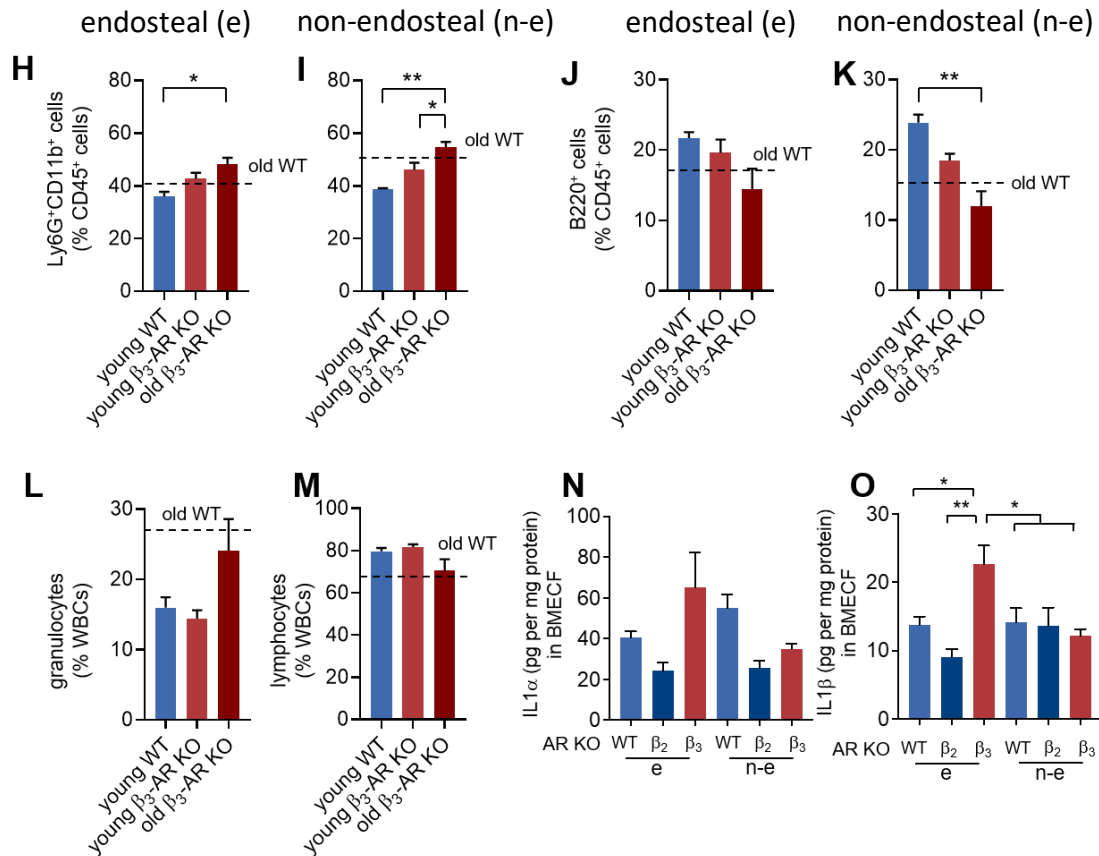 endosteal (e)
non-endosteal (n-e)
endosteal (e)
non-endosteal (n-e)
H
Ly6G⁺CD11b⁺ cells
(% CD45⁺ cells)
80
60
40
20
0
*
old WT
young WT
young β₃-AR KO
old β₃-AR KO
I
80
60
40
20
0
**
*
old WT
young WT
young β₃-AR KO
old β₃-AR KO
J
B220⁺ cells
(% CD45⁺ cells)
30
20
10
0
old WT
young WT
young β₃-AR KO
old β₃-AR KO
K
30
20
10
0
**
old WT
young WT
young β₃-AR KO
old β₃-AR KO
L
granulocytes
(% WBCs)
30
20
10
0
old WT
young WT
young β₃-AR KO
old β₃-AR KO
M
lymphocytes
(% WBCs)
100
80
60
40
20
0
old WT
young WT
young β₃-AR KO
old β₃-AR KO
N
IL1α (pg per mg protein)
in BMECF
100
80
60
40
20
0
AR KO WT β₂ β₃ WT β₂ β₃
e n-e
O
IL1β (pg per mg protein)
in BMECF
30
20
10
0
*
**
*
AR KO WT β₂ β₃ WT β₂ β₃
e n-e